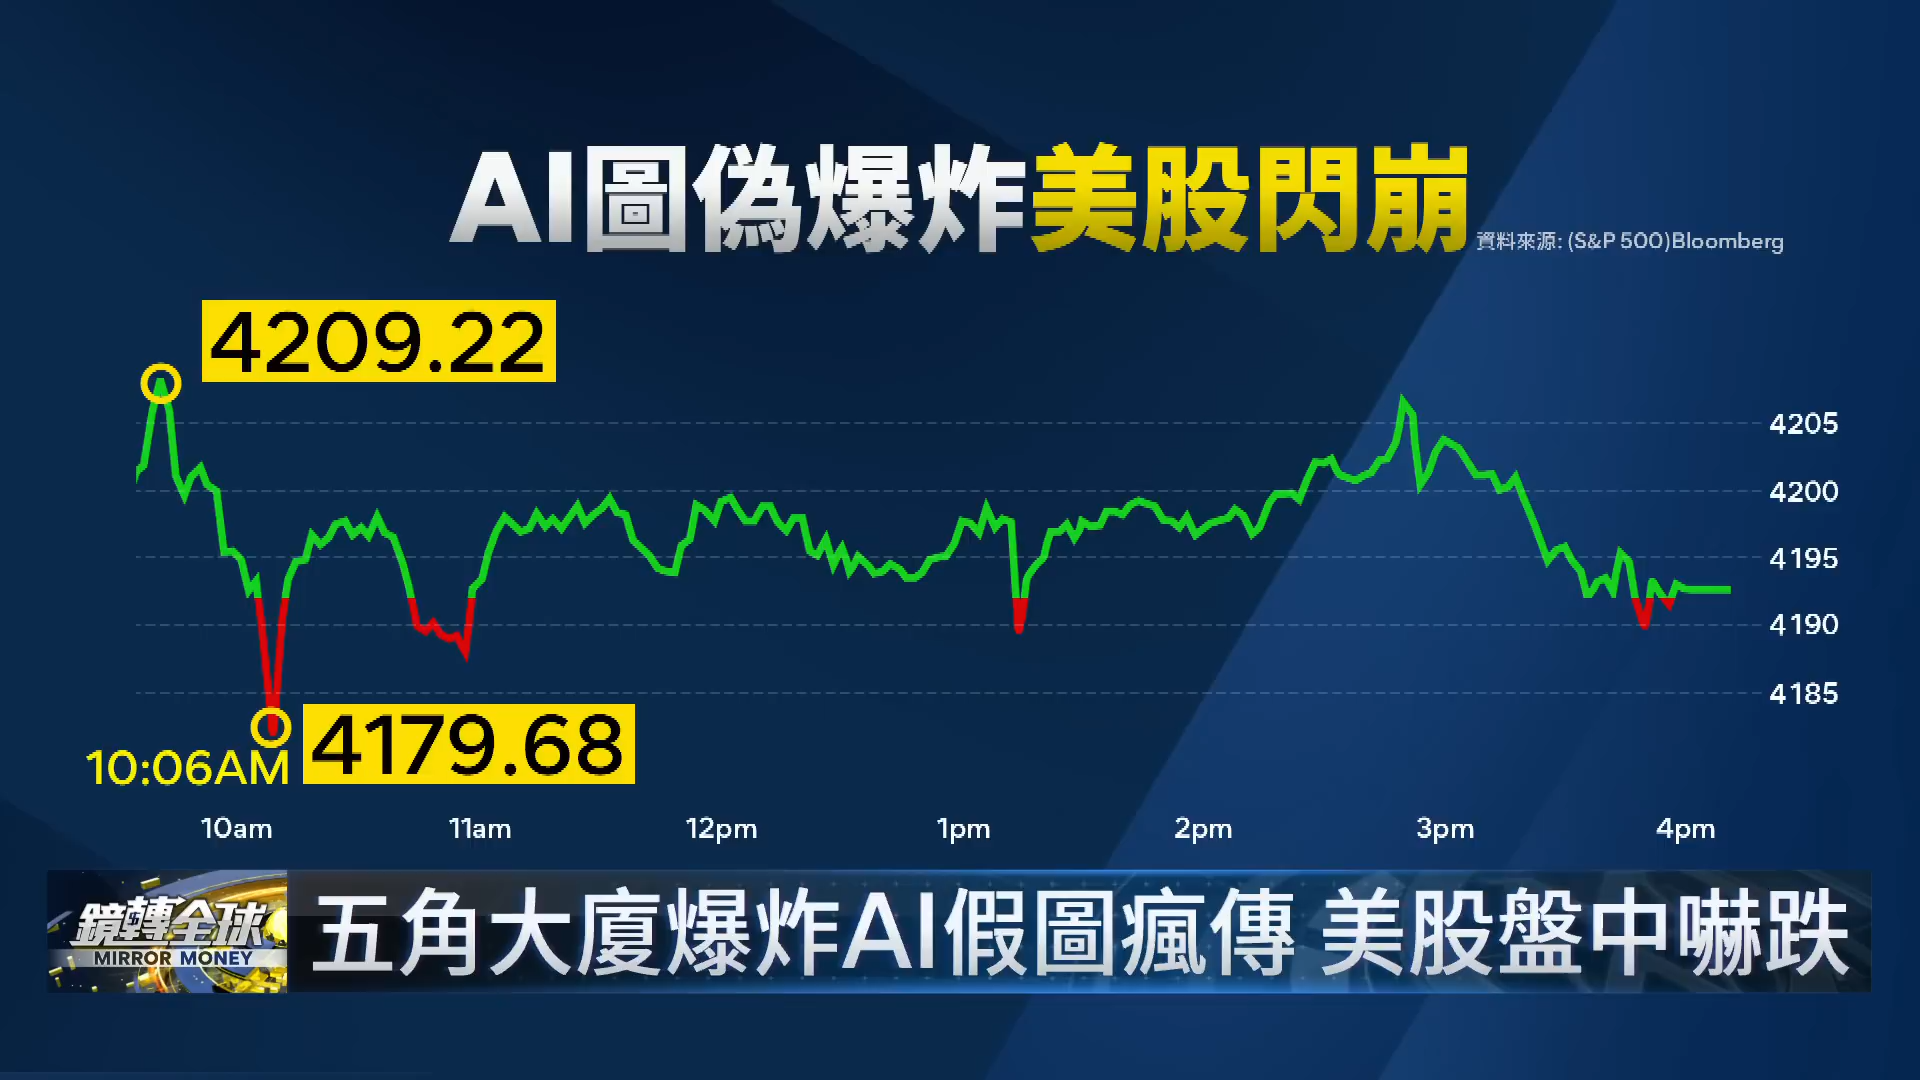 AI圖偽爆炸美股閃崩
資料來源: (S&P 500)Bloomberg
4209.22
4205
4200
4195
4190
4185
10:06AM 4179.68
10am 11am 12pm 1pm 2pm 3pm 4pm
鏡轉全球
MIRROR MONEY
五角大廈爆炸AI假圖瘋傳 美股盤中嚇跌